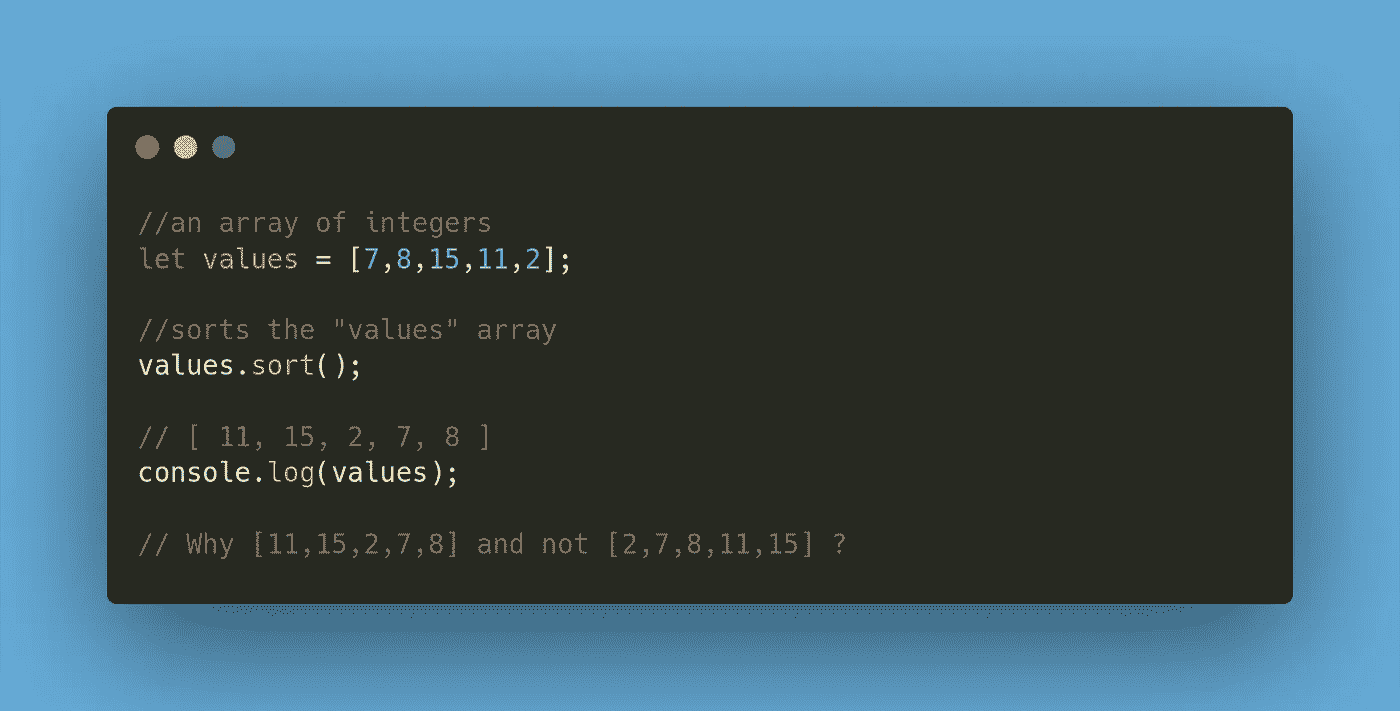 //an array of integers
let values = [7,8,15,11,2];
//sorts the "values" array
values.sort();
// [ 11, 15, 2, 7, 8 ]
console.log(values);
// Why [11,15,2,7,8] and not [2,7,8,11,15] ?